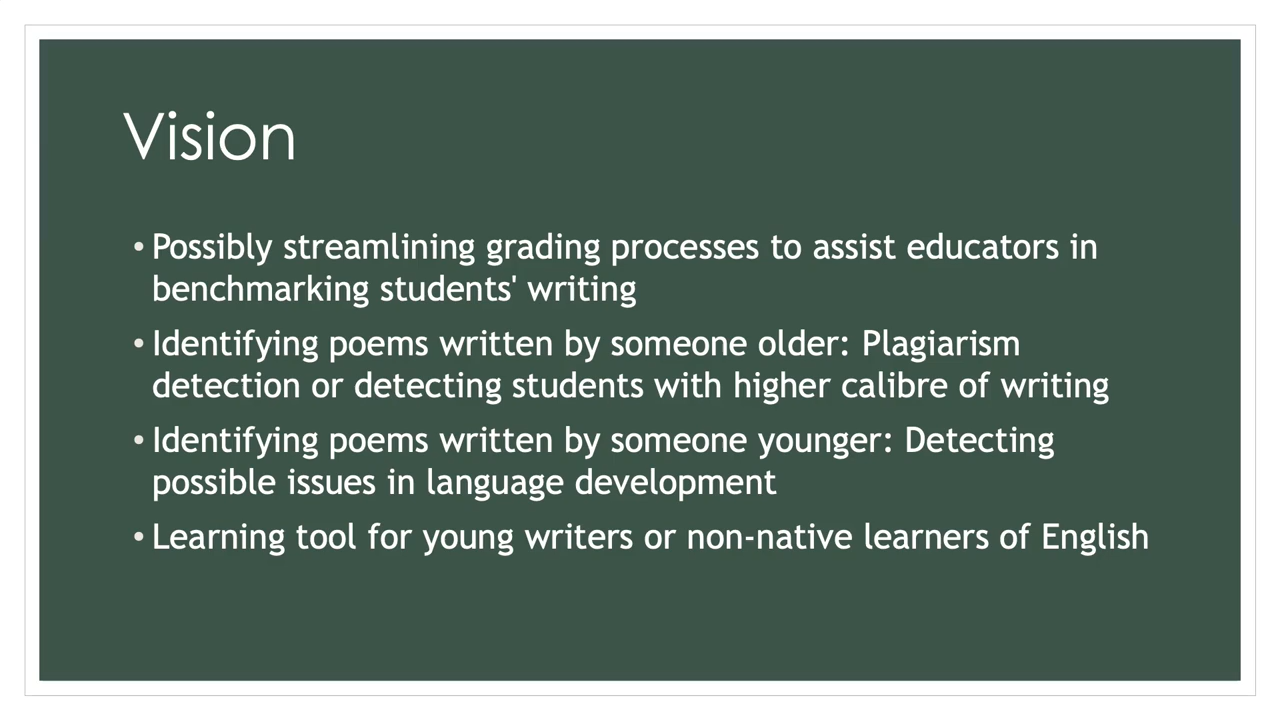 Vision
• Possibly streamlining grading processes to assist educators in
benchmarking students' writing
• Identifying poems written by someone older: Plagiarism
detection or detecting students with higher calibre of writing
• Identifying poems written by someone younger: Detecting
possible issues in language development
• Learning tool for young writers or non-native learners of English